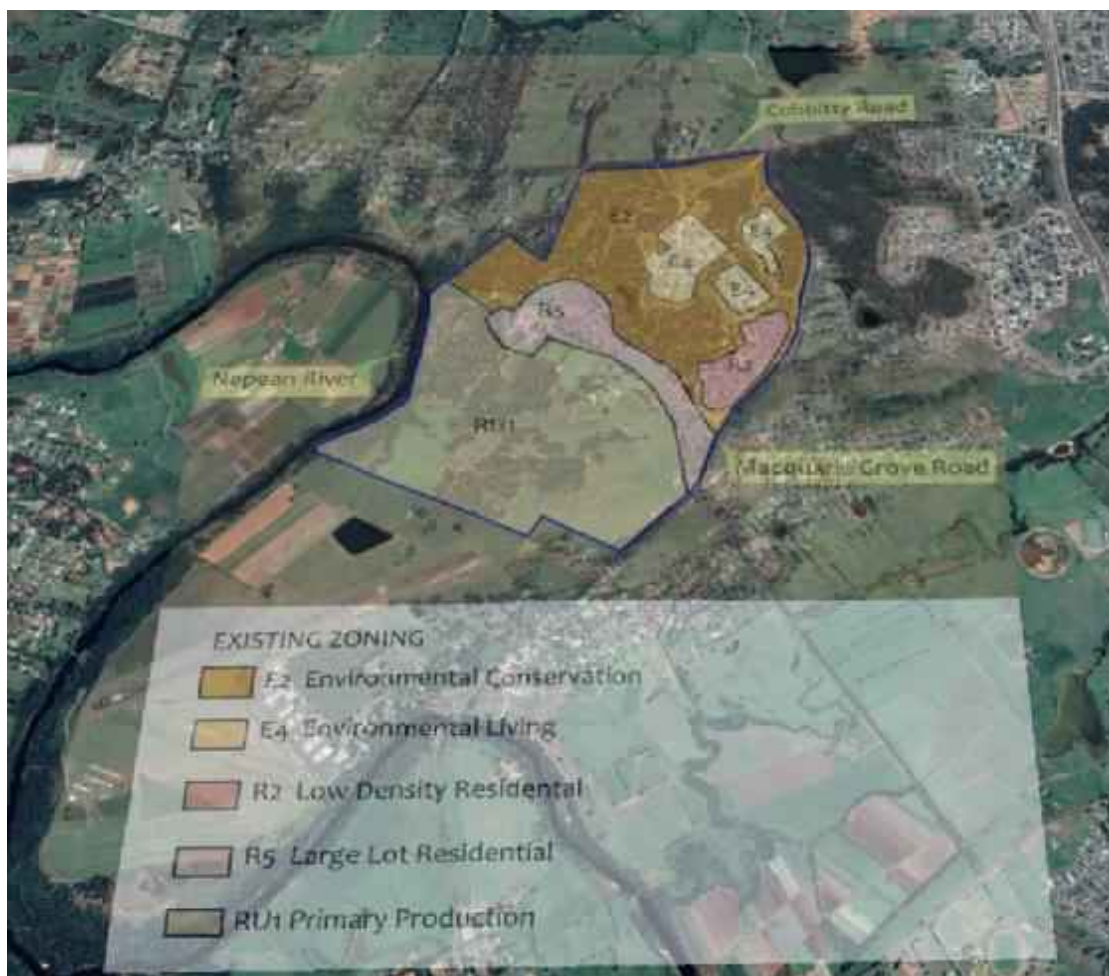 Cobbitty Road
E2
E4
E4
E4
R5
R2
Nepean River
RU1
Macquarie Grove Road
EXISTING ZONING
E2 Environmental Conservation
E4 Environmental Living
R2 Low Density Residental
R5 Large Lot Residential
RU1 Primary Production